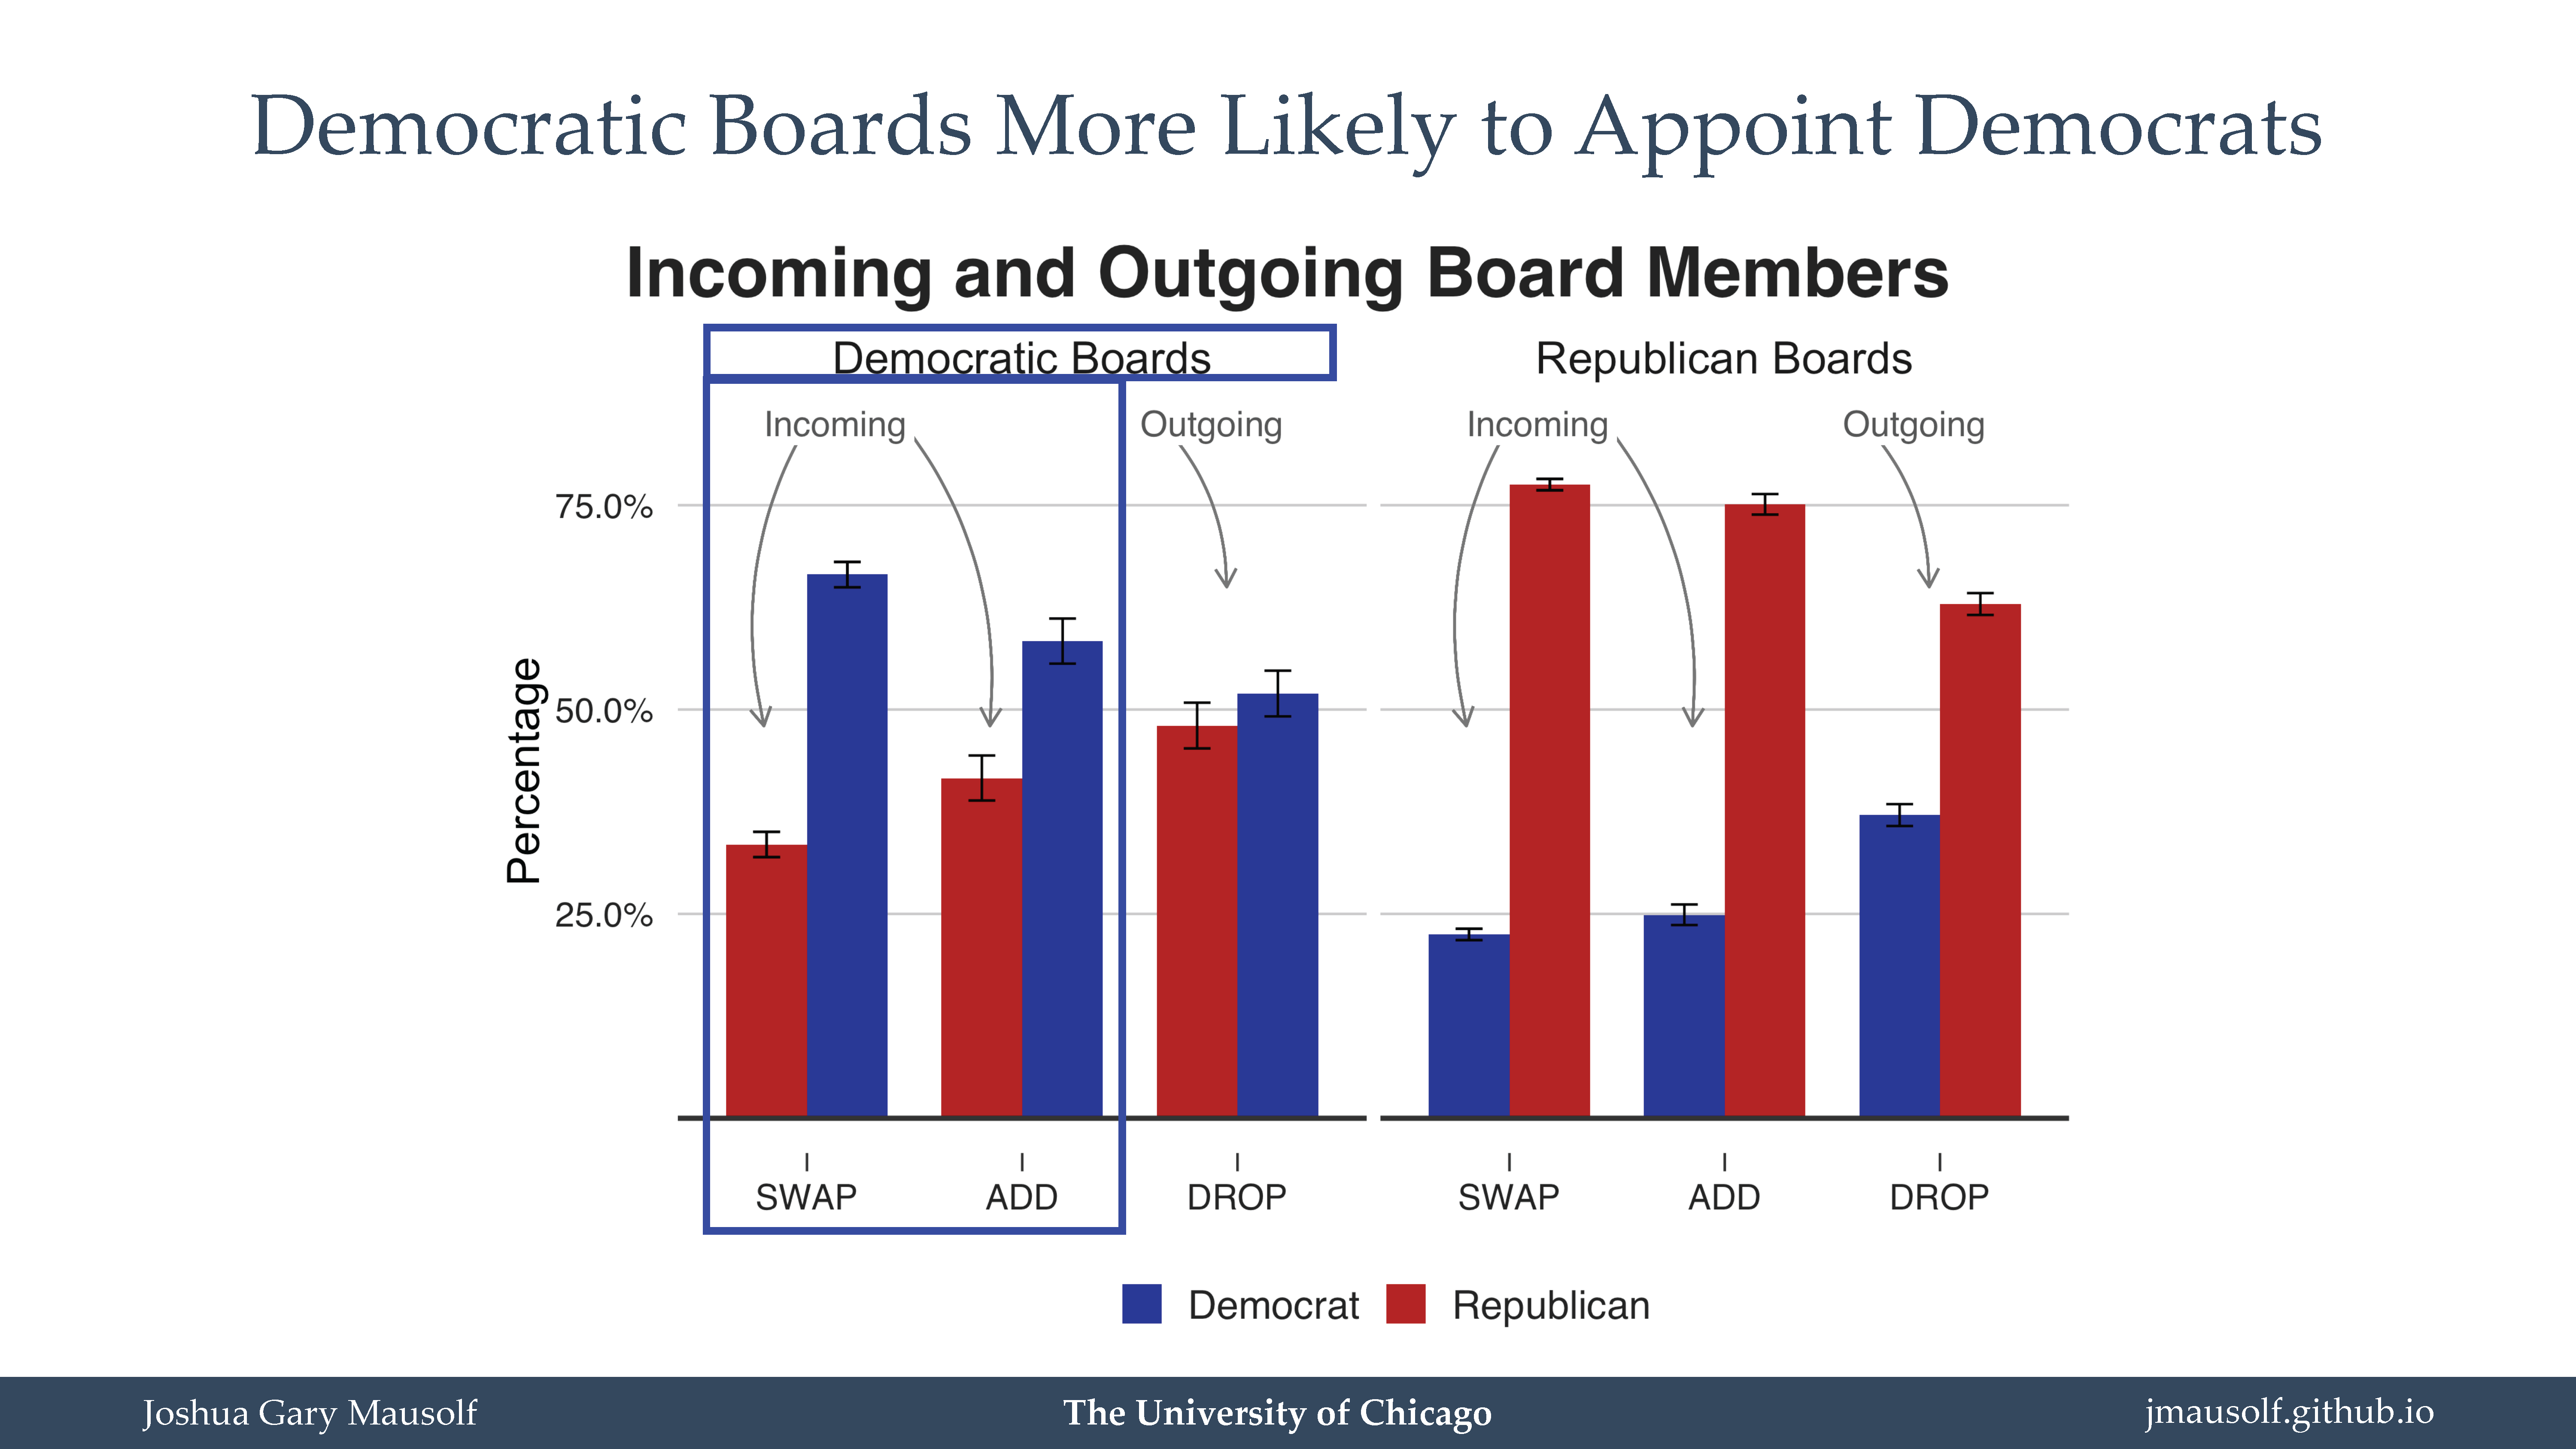 Democratic Boards More Likely to Appoint Democrats
Incoming and Outgoing Board Members
Democratic Boards
Republican Boards
Incoming
Outgoing
Incoming
Outgoing
Percentage
75.0%
50.0%
25.0%
SWAP
ADD
DROP
SWAP
ADD
DROP
Democrat
Republican
Joshua Gary Mausolf
The University of Chicago
jmausolf.github.io